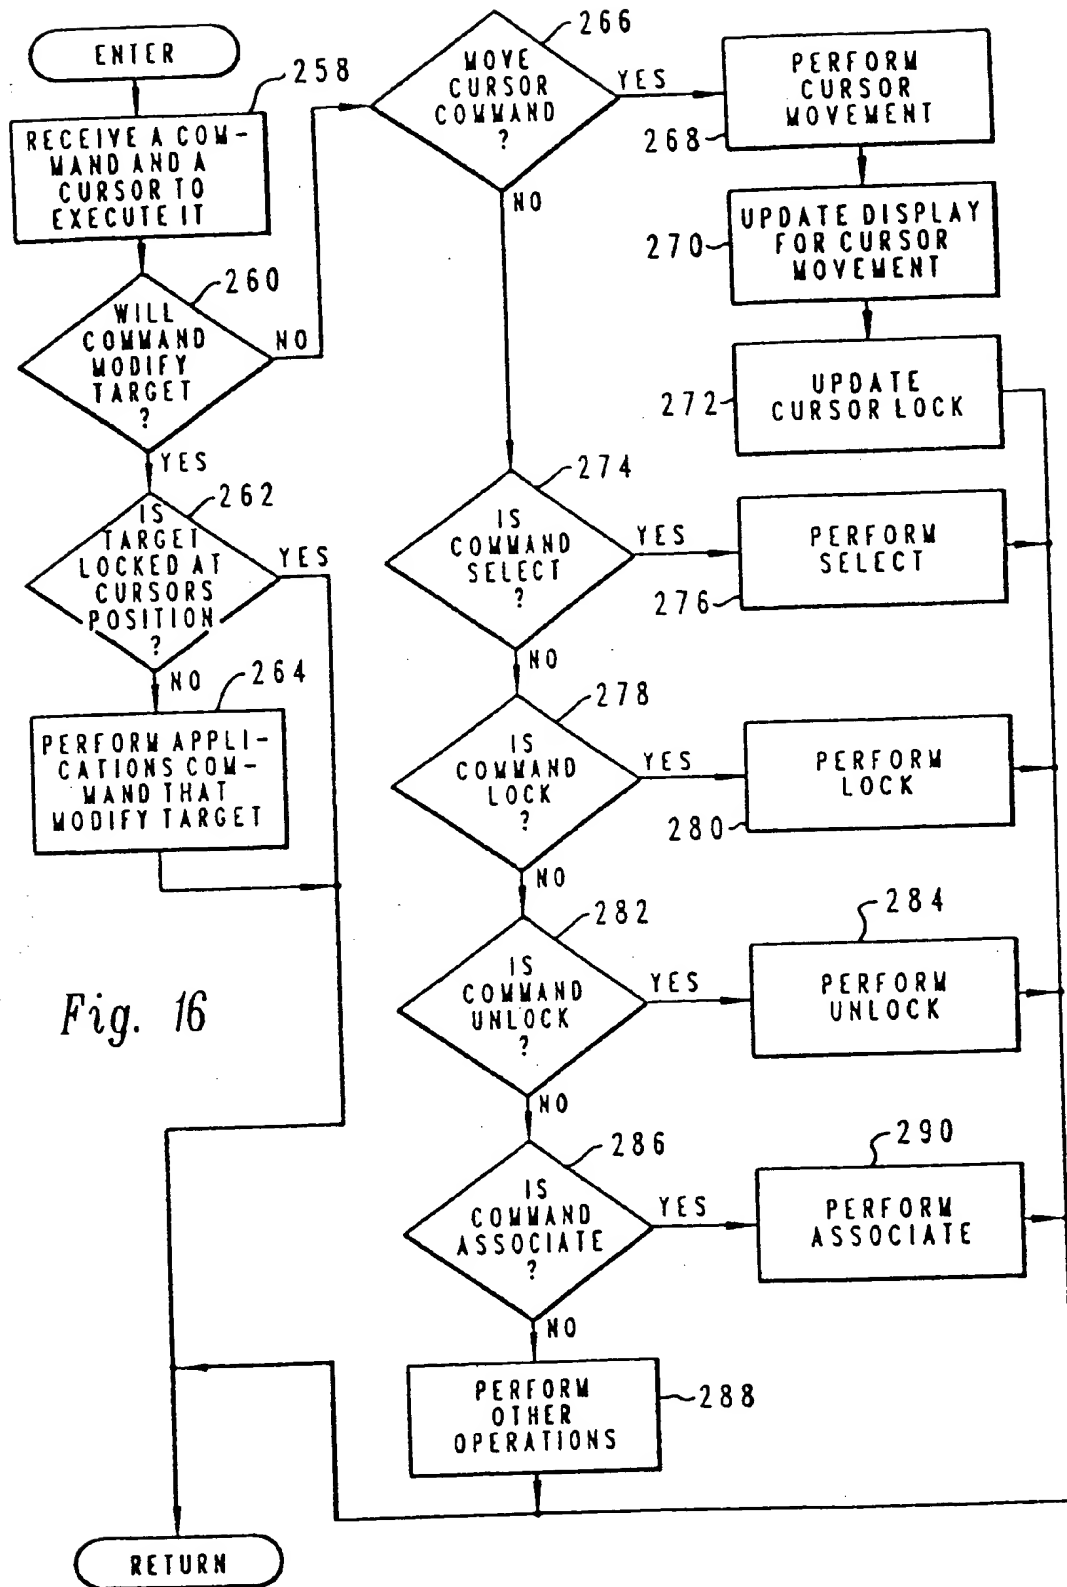 ENTER
258
RECEIVE A COM-
MAND AND A
CURSOR TO
EXECUTE IT
260
WILL
COMMAND
MODIFY
TARGET
?
NO
YES
262
IS
TARGET
LOCKED AT
CURSORS
POSITION
?
YES
NO
264
PERFORM APPLI-
CATIONS COM-
MAND THAT
MODIFY TARGET
Fig. 16
RETURN
266
MOVE
CURSOR
COMMAND
?
YES
NO
PERFORM
CURSOR
MOVEMENT
268
UPDATE DISPLAY
FOR CURSOR
MOVEMENT
270
UPDATE
CURSOR LOCK
272
274
IS
COMMAND
SELECT
?
YES
NO
PERFORM
SELECT
276
278
IS
COMMAND
LOCK
?
YES
NO
PERFORM
LOCK
280
282
IS
COMMAND
UNLOCK
?
YES
NO
284
PERFORM
UNLOCK
286
IS
COMMAND
ASSOCIATE
?
YES
NO
290
PERFORM
ASSOCIATE
PERFORM
OTHER
OPERATIONS
288